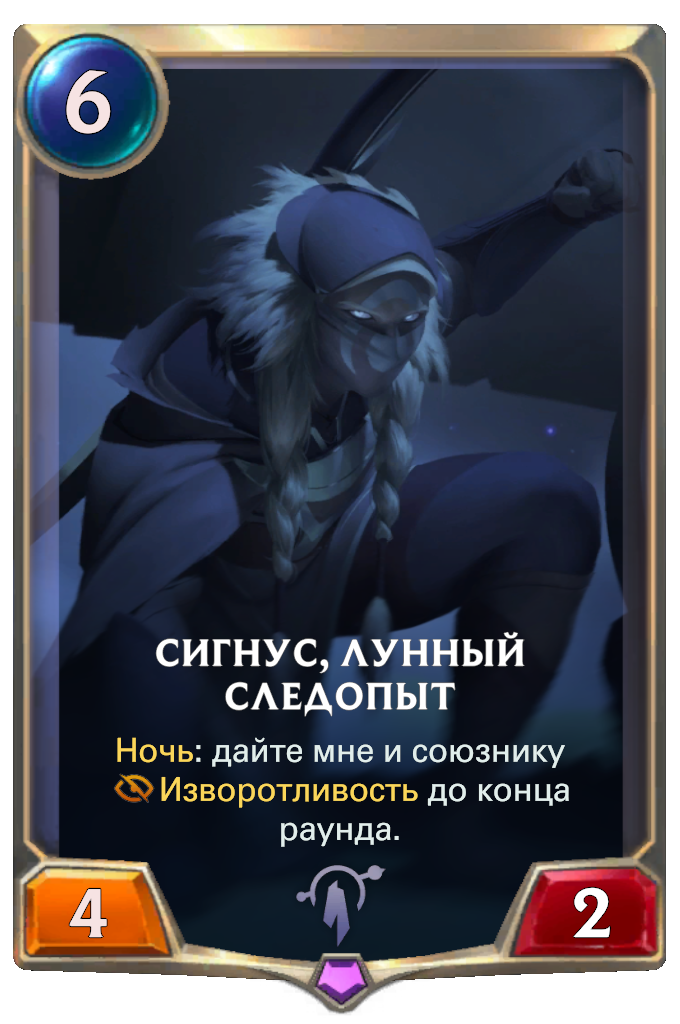 6
СИГНУС, ЛУННЫЙ
СЛЕДОПЫТ
Ночь: дайте мне и союзнику
Изворотливость до конца
раунда.
4
2